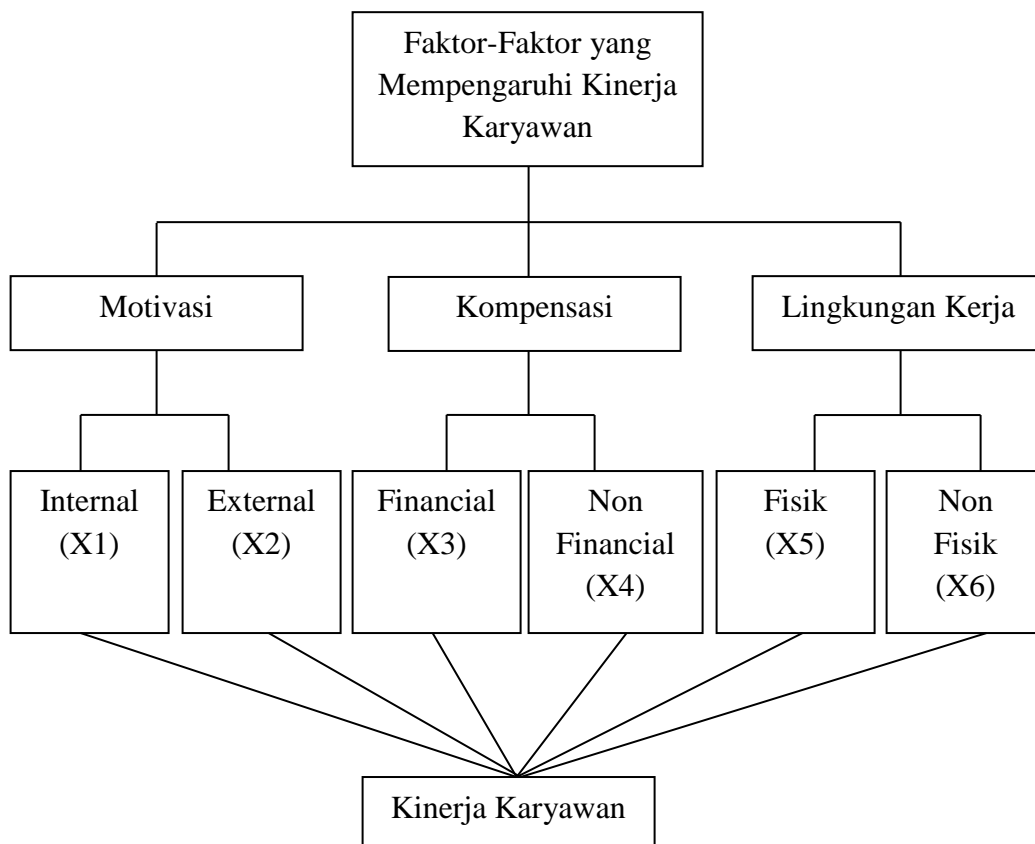 Faktor-Faktor yang
Mempengaruhi Kinerja
Karyawan
Motivasi
Kompensasi
Lingkungan Kerja
Internal
(X1)
External
(X2)
Financial
(X3)
Non
Financial
(X4)
Fisik
(X5)
Non
Fisik
(X6)
Kinerja Karyawan